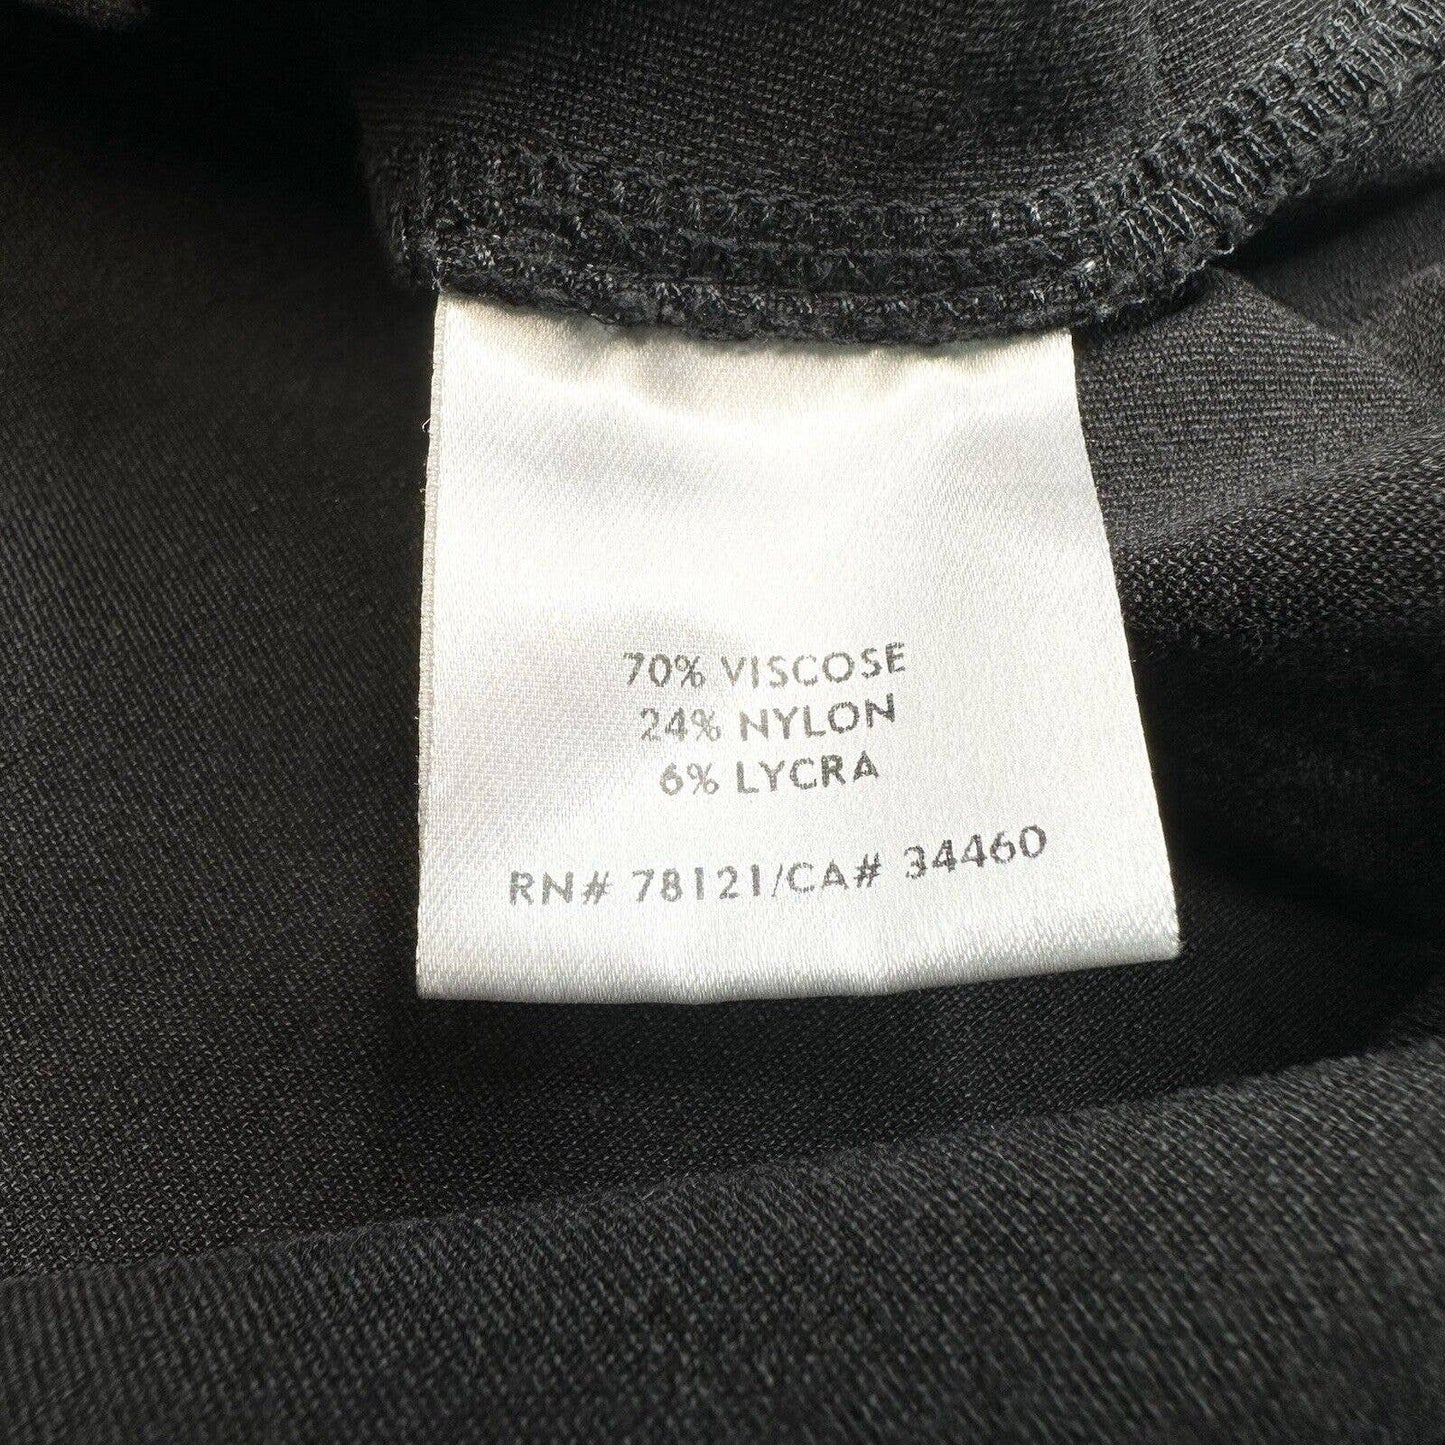 70% VISCOSE
24% NYLON
6% LYCRA
RN# 78121/CA# 34460